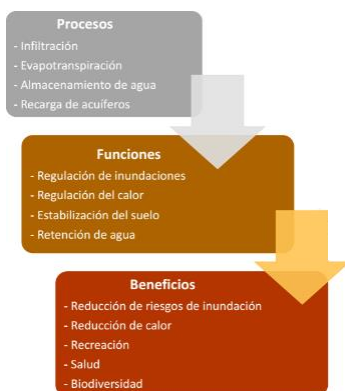 Procesos
- Infiltración
- Evapotranspiración
- Almacenamiento de agua
- Recarga de acuíferos
Funciones
- Regulación de inundaciones
- Regulación del calor
- Estabilización del suelo
- Retención de agua
Beneficios
- Reducción de riesgos de inundación
- Reducción de calor
- Recreación
- Salud
- Biodiversidad